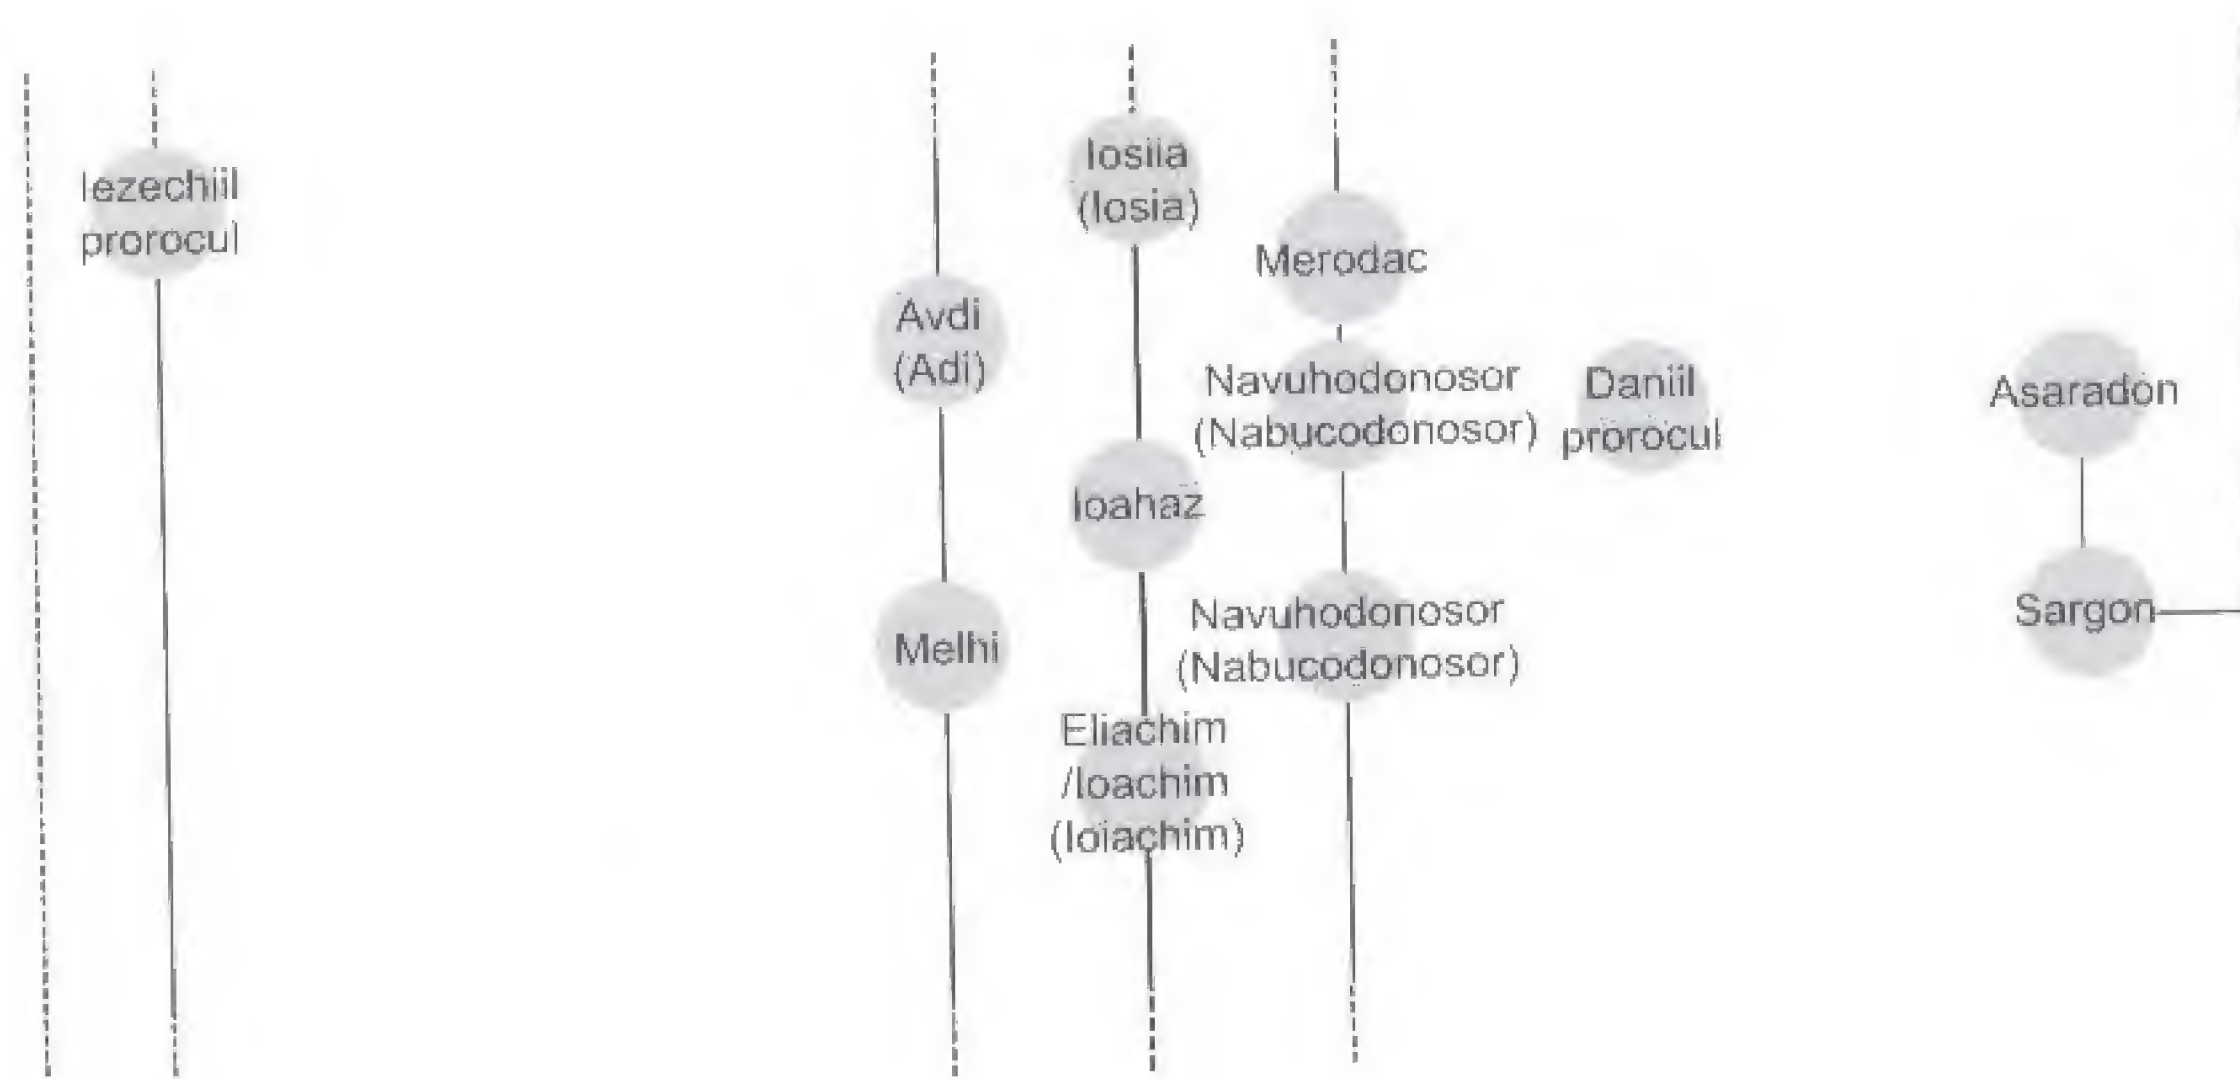 Iezechiil
prorocul
Avdi
(Adi)
Melhi
Iosiia
(Iosia)
Ioahaz
Eliachim
/Ioachim
(Ioiachim)
Merodac
Navuhodonosor
(Nabucodonosor)
Navuhodonosor
(Nabucodonosor)
Daniil
prorocul
Asaradon
Sargon